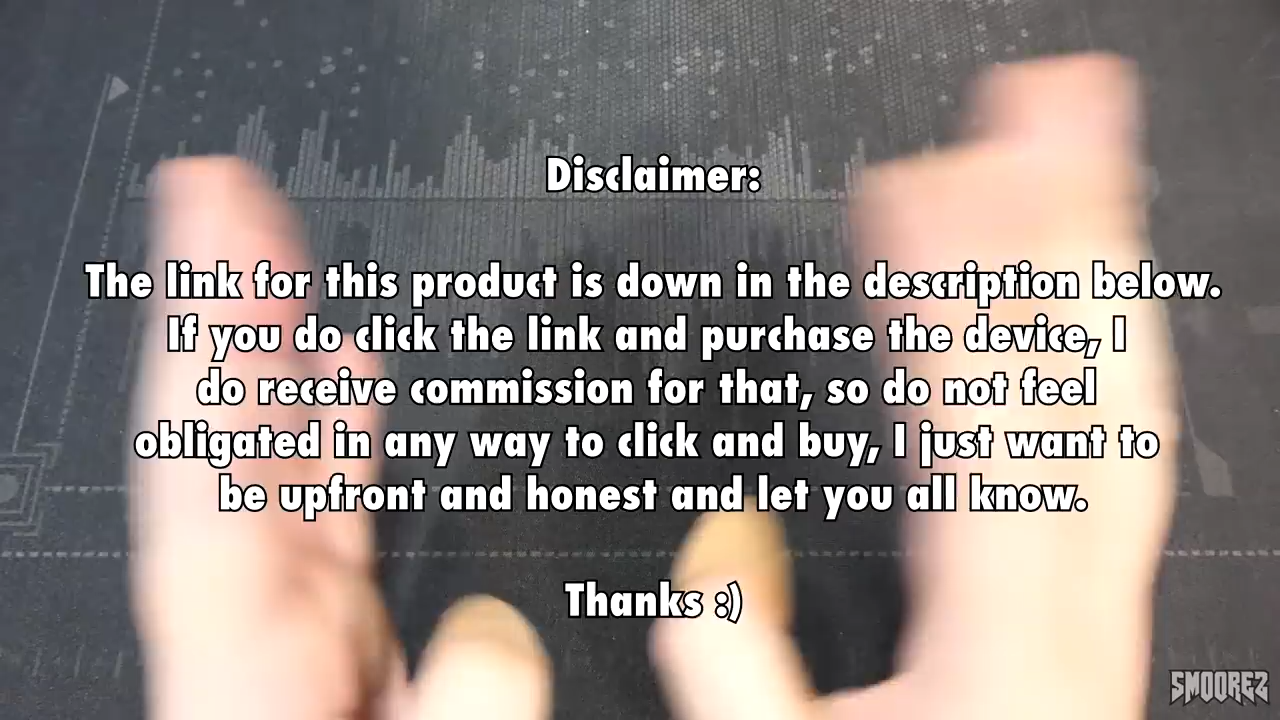 Disclaimer:
The link for this product is down in the description below.
If you do click the link and purchase the device, I
do receive commission for that, so do not feel
obligated in any way to click and buy, I just want to
be upfront and honest and let you all know.
Thanks :)
SMOOREZ